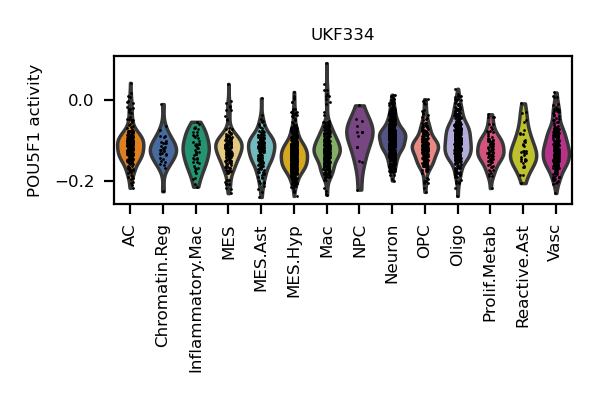 UKF334
POU5F1 activity
0.0
−0.2
AC
Chromatin.Reg
Inflammatory.Mac
MES
MES.Ast
MES.Hyp
Mac
NPC
Neuron
OPC
Oligo
Prolif.Metab
Reactive.Ast
Vasc